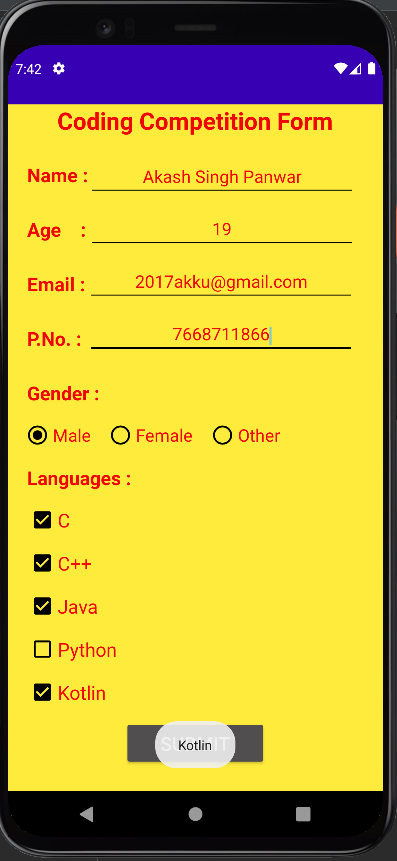 7:42
Coding Competition Form
Name : Akash Singh Panwar
Age : 19
Email : 2017akku@gmail.com
P.No. : 7668711866
Gender :
Male Female Other
Languages :
C
C++
Java
Python
Kotlin
SUBMIT
Kotlin